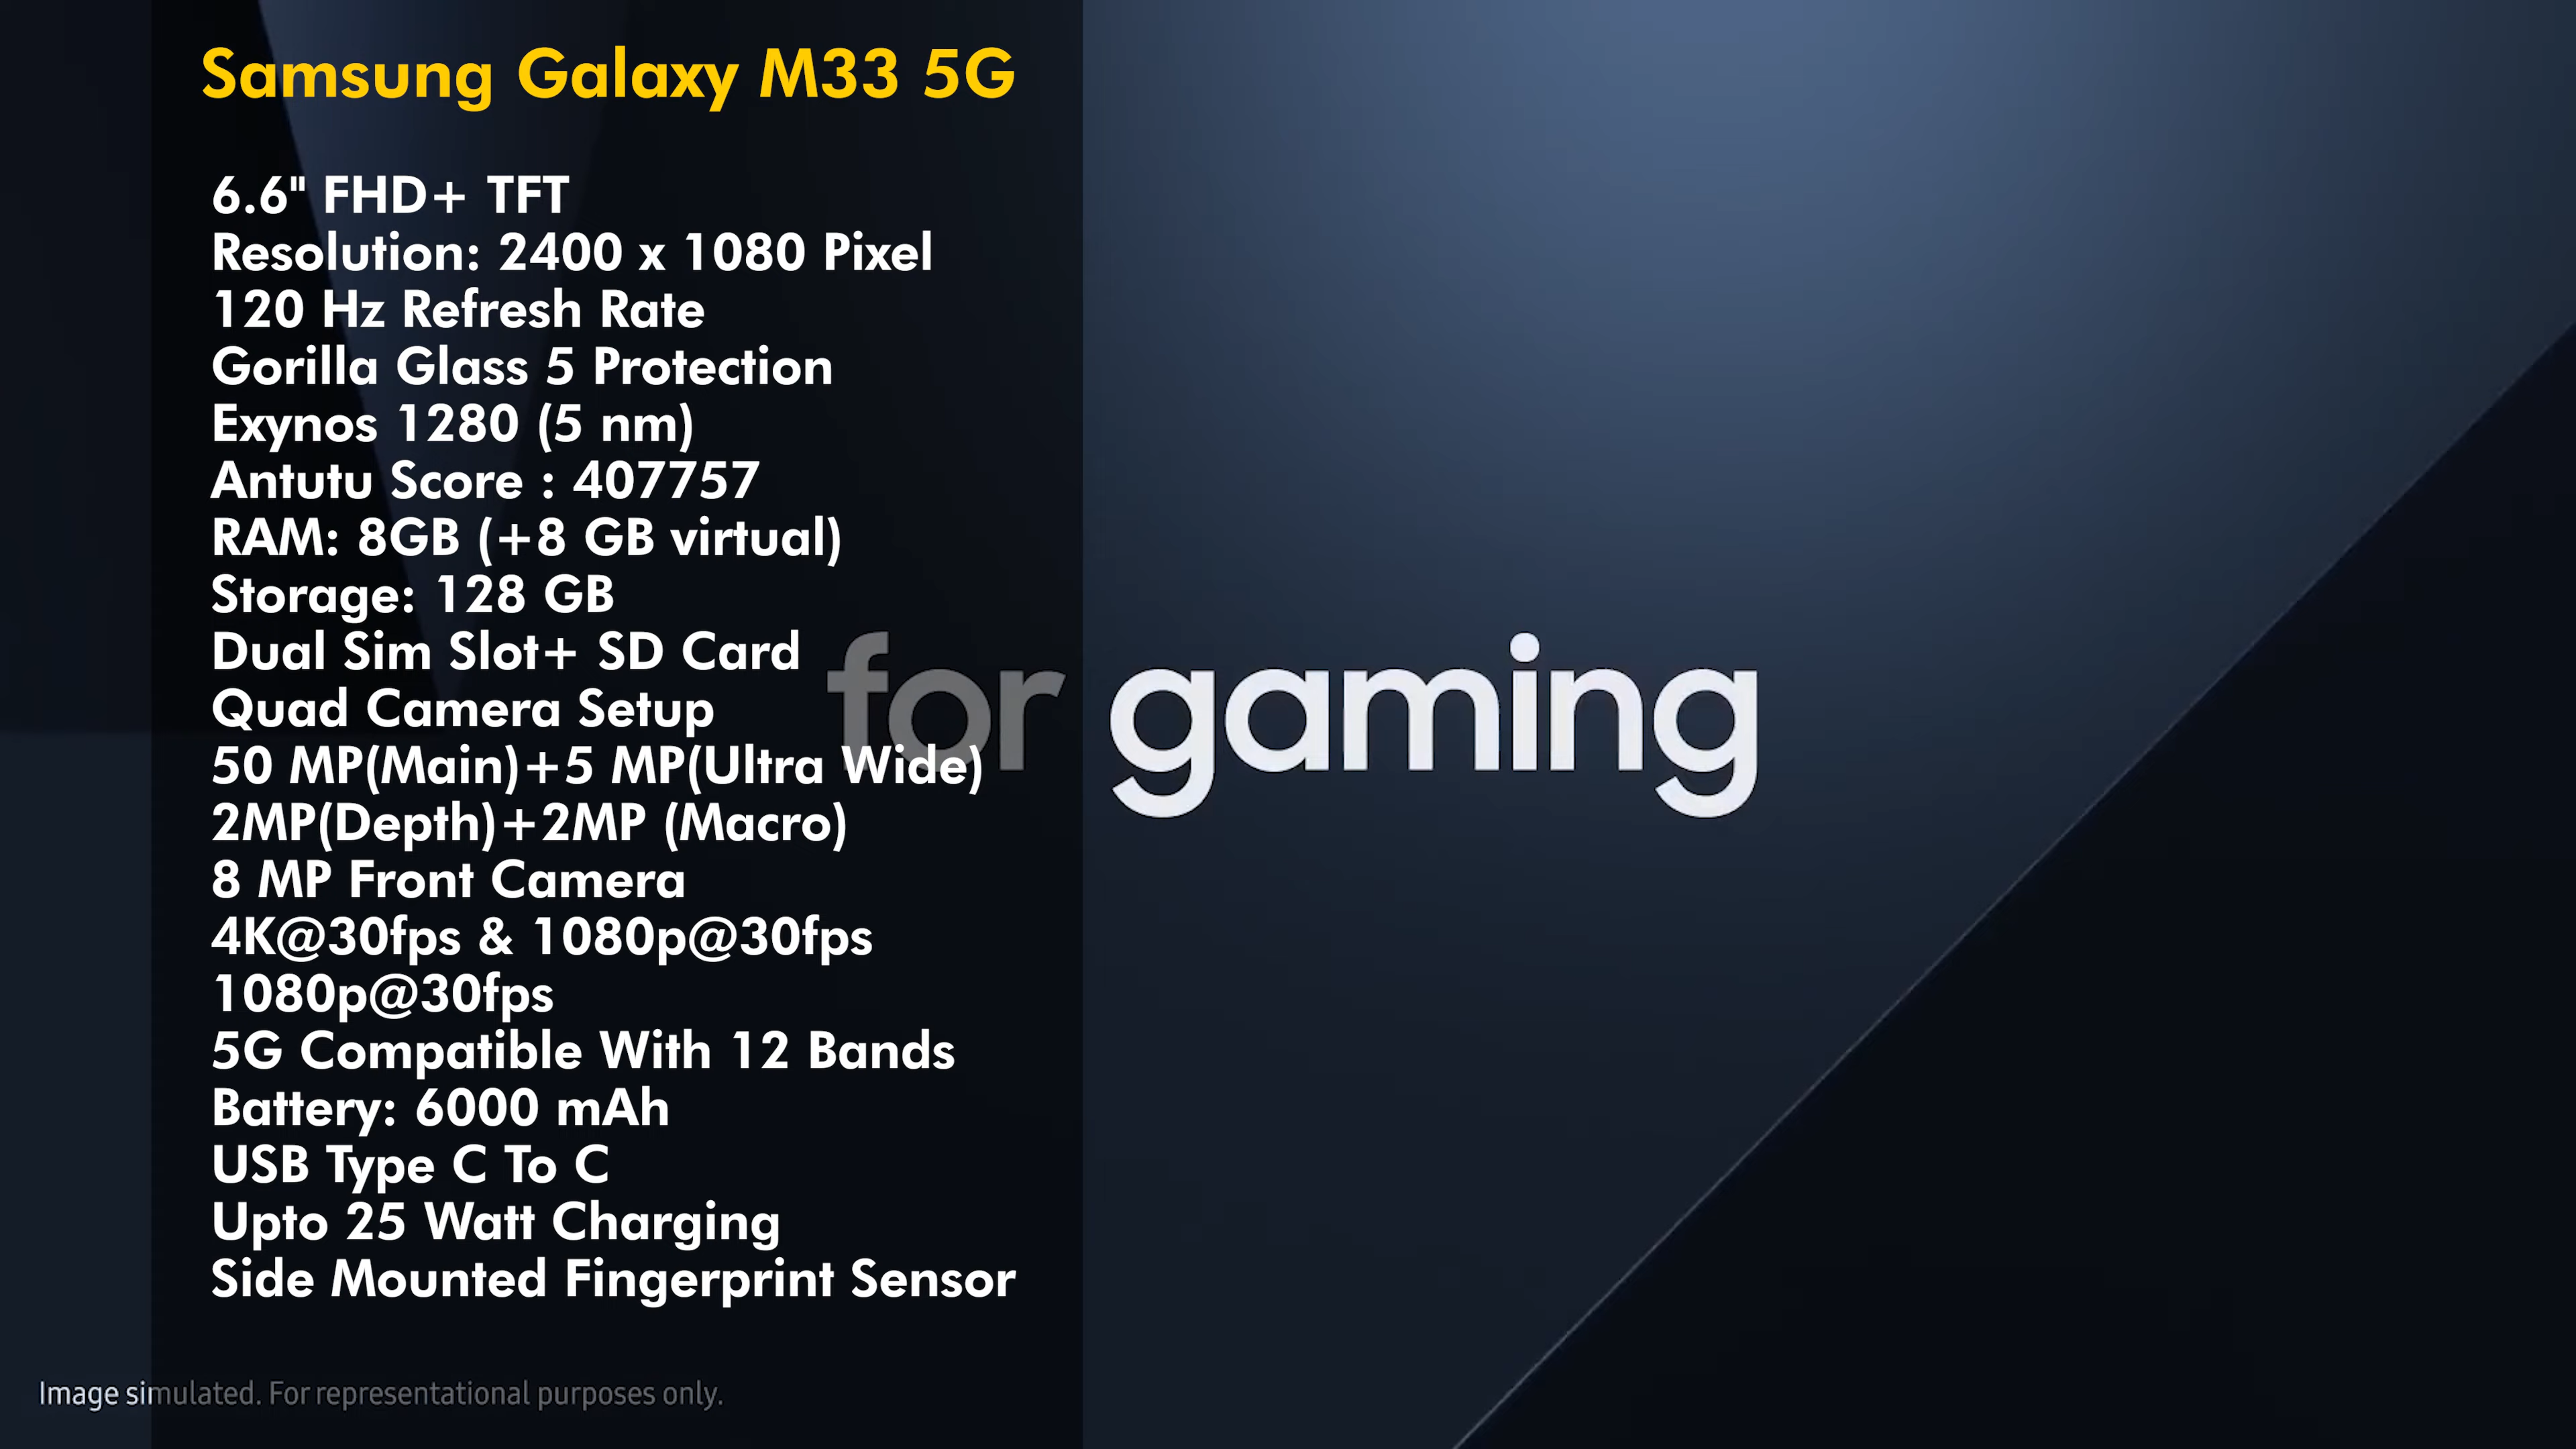 Samsung Galaxy M33 5G
6.6" FHD+ TFT
Resolution: 2400 x 1080 Pixel
120 Hz Refresh Rate
Gorilla Glass 5 Protection
Exynos 1280 (5 nm)
Antutu Score : 407757
RAM: 8GB (+8 GB virtual)
Storage: 128 GB
Dual Sim Slot+ SD Card
Quad Camera Setup
50 MP(Main)+5 MP(Ultra Wide)
2MP(Depth)+2MP (Macro)
8 MP Front Camera
4K@30fps & 1080p@30fps
1080p@30fps
5G Compatible With 12 Bands
Battery: 6000 mAh
USB Type C To C
Upto 25 Watt Charging
Side Mounted Fingerprint Sensor
for gaming
Image simulated. For representational purposes only.